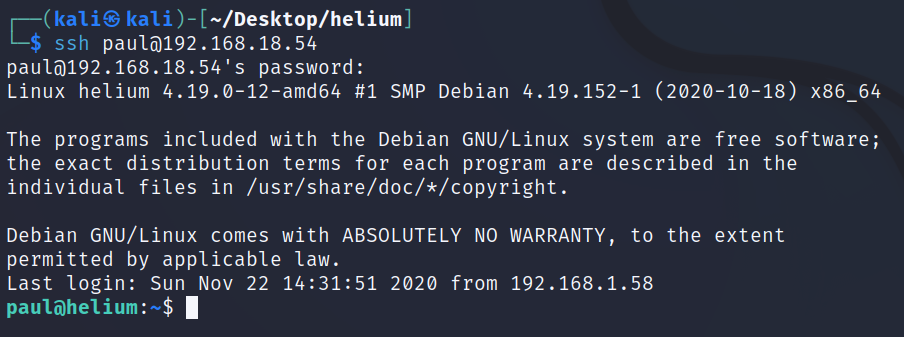 ┌──(kali㉿kali)-[~/Desktop/helium]
└─$ ssh paul@192.168.18.54
paul@192.168.18.54's password:
Linux helium 4.19.0-12-amd64 #1 SMP Debian 4.19.152-1 (2020-10-18) x86_64

The programs included with the Debian GNU/Linux system are free software;
the exact distribution terms for each program are described in the
individual files in /usr/share/doc/*/copyright.

Debian GNU/Linux comes with ABSOLUTELY NO WARRANTY, to the extent
permitted by applicable law.
Last login: Sun Nov 22 14:31:51 2020 from 192.168.1.58
paul@helium:~$